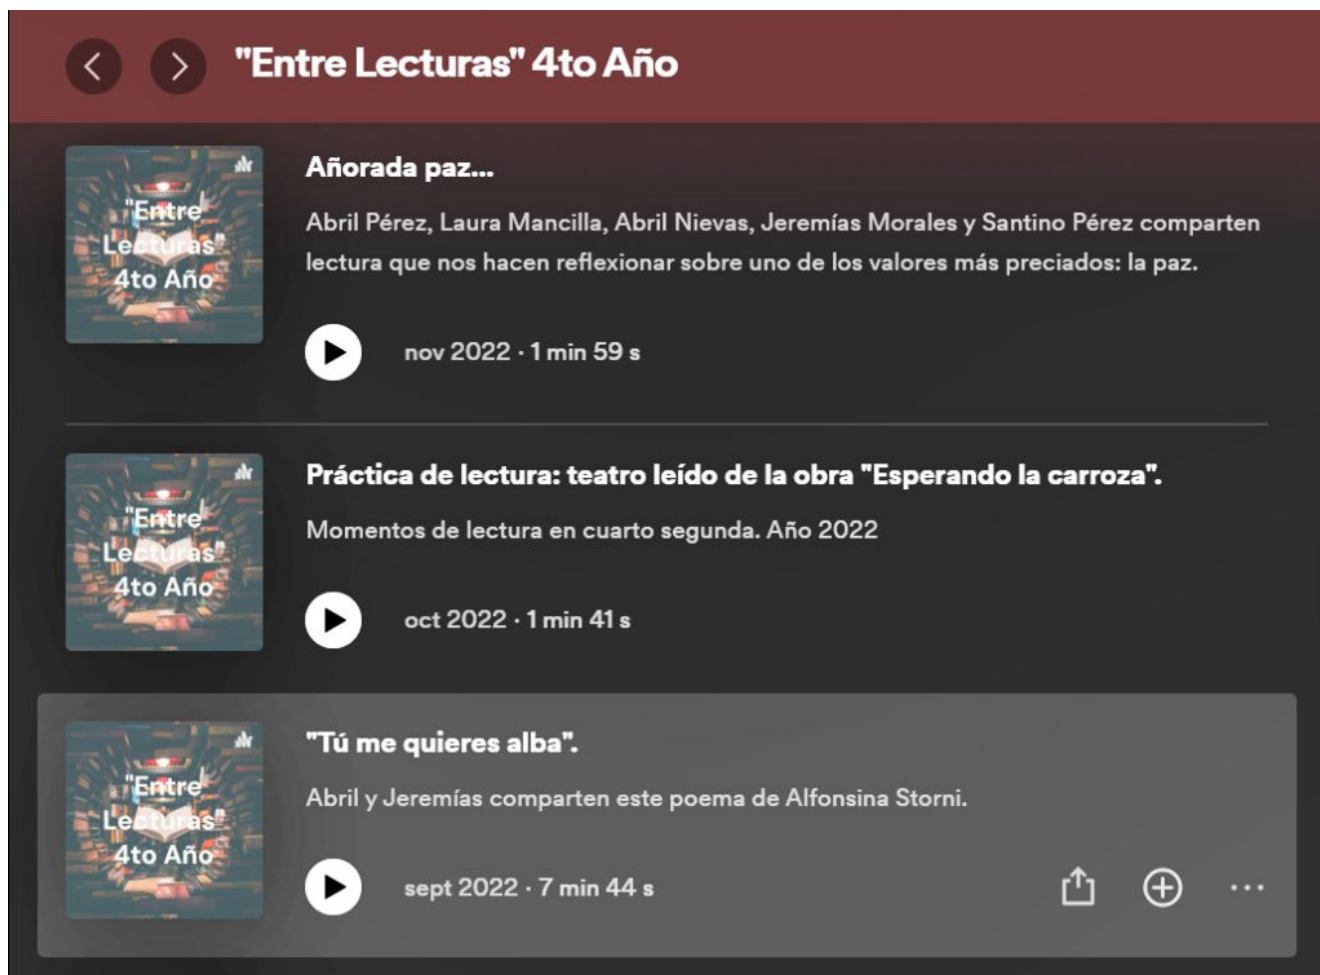 "Entre Lecturas" 4to Año
"Entre
Lecturas"
4to Año
Añorada paz...
Abril Pérez, Laura Mancilla, Abril Nievas, Jeremías Morales y Santino Pérez comparten
lectura que nos hacen reflexionar sobre uno de los valores más preciados: la paz.
nov 2022 · 1 min 59 s
"Entre
Lecturas"
4to Año
Práctica de lectura: teatro leído de la obra "Esperando la carroza".
Momentos de lectura en cuarto segunda. Año 2022
oct 2022 · 1 min 41 s
"Entre
Lecturas"
4to Año
"Tú me quieres alba".
Abril y Jeremías comparten este poema de Alfonsina Storni.
sept 2022 · 7 min 44 s